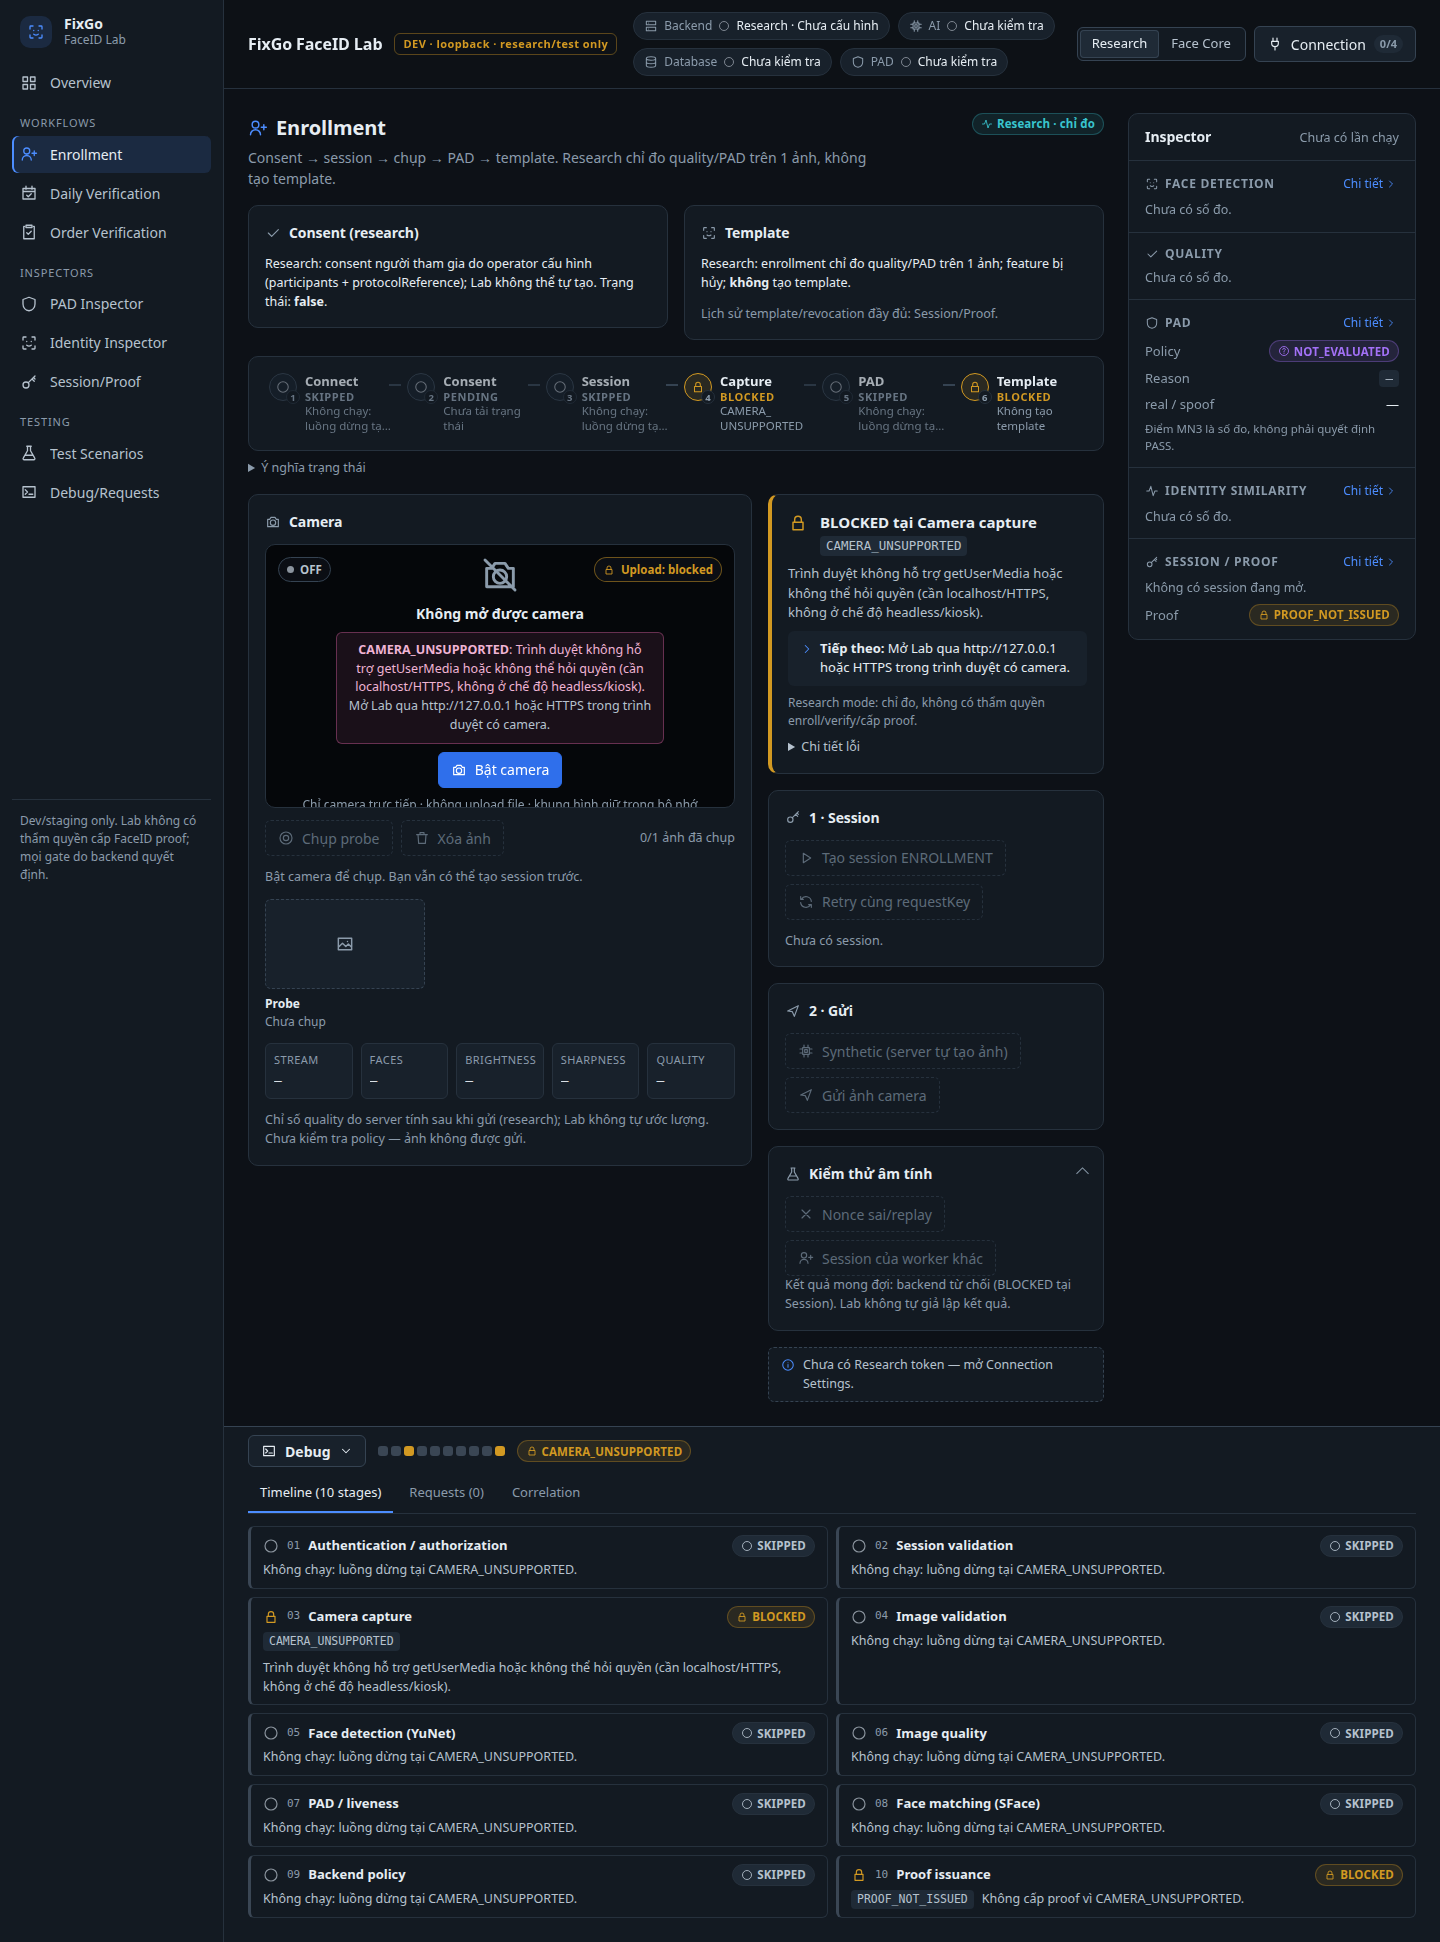 FixGo
FaceID Lab
Overview
WORKFLOWS
Enrollment
Daily Verification
Order Verification
INSPECTORS
PAD Inspector
Identity Inspector
Session/Proof
TESTING
Test Scenarios
Debug/Requests
Dev/staging only. Lab không có
thẩm quyền cấp FaceID proof;
mọi gate do backend quyết
định.
FixGo FaceID Lab
DEV · loopback · research/test only
Backend Research · Chưa cấu hình
AI Chưa kiểm tra
Database Chưa kiểm tra
PAD Chưa kiểm tra
Research
Face Core
Connection 0/4
Enrollment
Research · chỉ đo
Consent → session → chụp → PAD → template. Research chỉ đo quality/PAD trên 1 ảnh, không
tạo template.
Consent (research)
Research: consent người tham gia do operator cấu hình
(participants + protocolReference); Lab không thể tự tạo. Trạng
thái: false.
Template
Research: enrollment chỉ đo quality/PAD trên 1 ảnh; feature bị
hủy; không tạo template.
Lịch sử template/revocation đầy đủ: Session/Proof.
1
Connect
SKIPPED
Không chạy:
luồng dừng tạ...
2
Consent
PENDING
Chưa tải trạng
thái
3
Session
SKIPPED
Không chạy:
luồng dừng tạ...
4
Capture
BLOCKED
CAMERA_
UNSUPPORTED
5
PAD
SKIPPED
Không chạy:
luồng dừng tạ...
6
Template
BLOCKED
Không tạo
template
Ý nghĩa trạng thái
Camera
OFF
Upload: blocked
Không mở được camera
CAMERA_UNSUPPORTED: Trình duyệt không hỗ
trợ getUserMedia hoặc không thể hỏi quyền (cần
localhost/HTTPS, không ở chế độ headless/kiosk).
Mở Lab qua http://127.0.0.1 hoặc HTTPS trong trình
duyệt có camera.
Bật camera
Chỉ camera trực tiếp · không upload file · khung hình giữ trong bộ nhớ
Chụp probe
Xóa ảnh
0/1 ảnh đã chụp
Bật camera để chụp. Bạn vẫn có thể tạo session trước.
Probe
Chưa chụp
STREAM
—
FACES
—
BRIGHTNESS
—
SHARPNESS
—
QUALITY
—
Chỉ số quality do server tính sau khi gửi (research); Lab không tự ước lượng.
Chưa kiểm tra policy — ảnh không được gửi.
BLOCKED tại Camera capture
CAMERA_UNSUPPORTED
Trình duyệt không hỗ trợ getUserMedia hoặc
không thể hỏi quyền (cần localhost/HTTPS,
không ở chế độ headless/kiosk).
Tiếp theo: Mở Lab qua http://127.0.0.1
hoặc HTTPS trong trình duyệt có camera.
Research mode: chỉ đo, không có thẩm quyền
enroll/verify/cấp proof.
Chi tiết lỗi
1 · Session
Tạo session ENROLLMENT
Retry cùng requestKey
Chưa có session.
2 · Gửi
Synthetic (server tự tạo ảnh)
Gửi ảnh camera
Kiểm thử âm tính
Nonce sai/replay
Session của worker khác
Kết quả mong đợi: backend từ chối (BLOCKED tại
Session). Lab không tự giả lập kết quả.
Chưa có Research token — mở Connection
Settings.
Inspector
Chưa có lần chạy
FACE DETECTION
Chi tiết
Chưa có số đo.
QUALITY
Chưa có số đo.
PAD
Chi tiết
Policy
NOT_EVALUATED
Reason
—
real / spoof
—
Điểm MN3 là số đo, không phải quyết định
PASS.
IDENTITY SIMILARITY
Chi tiết
Chưa có số đo.
SESSION / PROOF
Chi tiết
Không có session đang mở.
Proof
PROOF_NOT_ISSUED
Debug
CAMERA_UNSUPPORTED
Timeline (10 stages)
Requests (0)
Correlation
01 Authentication / authorization
SKIPPED
Không chạy: luồng dừng tại CAMERA_UNSUPPORTED.
02 Session validation
SKIPPED
Không chạy: luồng dừng tại CAMERA_UNSUPPORTED.
03 Camera capture
BLOCKED
CAMERA_UNSUPPORTED
Trình duyệt không hỗ trợ getUserMedia hoặc không thể hỏi quyền (cần localhost/HTTPS,
không ở chế độ headless/kiosk).
04 Image validation
SKIPPED
Không chạy: luồng dừng tại CAMERA_UNSUPPORTED.
05 Face detection (YuNet)
SKIPPED
Không chạy: luồng dừng tại CAMERA_UNSUPPORTED.
06 Image quality
SKIPPED
Không chạy: luồng dừng tại CAMERA_UNSUPPORTED.
07 PAD / liveness
SKIPPED
Không chạy: luồng dừng tại CAMERA_UNSUPPORTED.
08 Face matching (SFace)
SKIPPED
Không chạy: luồng dừng tại CAMERA_UNSUPPORTED.
09 Backend policy
SKIPPED
Không chạy: luồng dừng tại CAMERA_UNSUPPORTED.
10 Proof issuance
BLOCKED
PROOF_NOT_ISSUED Không cấp proof vì CAMERA_UNSUPPORTED.